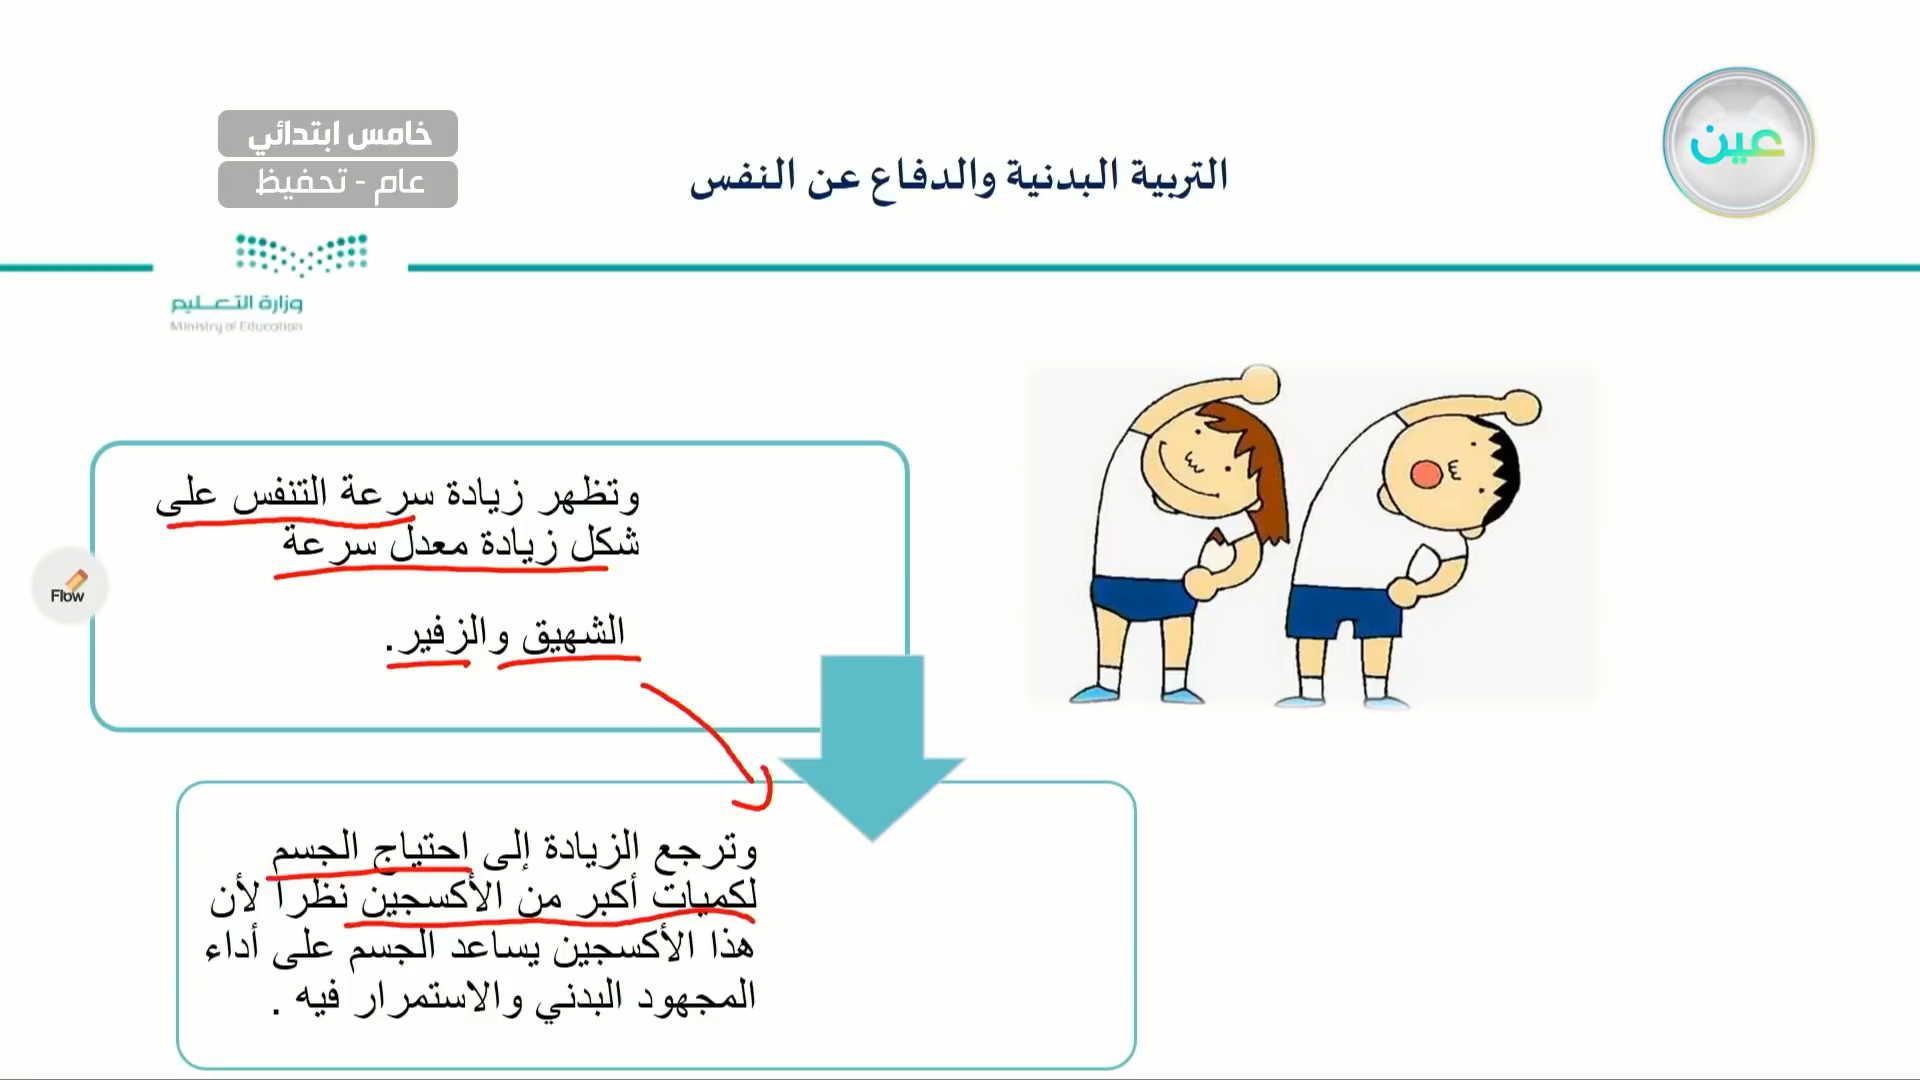 عين
خامس ابتدائي
عام - تحفيظ
التربية البدنية والدفاع عن النفس
وزارة التعليم
Ministry of Education
وتظهر زيادة سرعة التنفس على
شكل زيادة معدل سرعة
الشهيق والزفير.
Flow
وترجع الزيادة إلى احتياج الجسم
لكميات أكبر من الأكسجين نظراً لأن
هذا الأكسجين يساعد الجسم على أداء
المجهود البدني والاستمرار فيه .